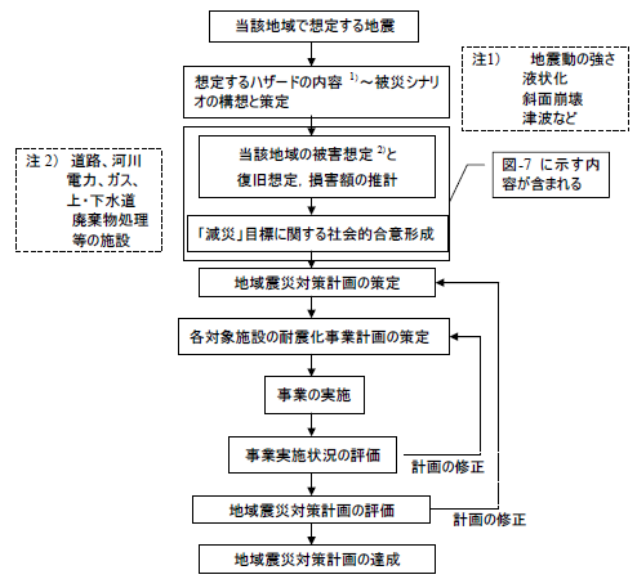 当該地域で想定する地震
想定するハザードの内容 1)～被災シナリ
オの構想と策定
注1) 地震動の強さ
液状化
斜面崩壊
津波など
当該地域の被害想定 2)と
復旧想定，損害額の推計
注 2) 道路、河川
電力、ガス、
上・下水道
廃棄物処理
等の施設
図-7 に示す内
容が含まれる
「減災」目標に関する社会的合意形成
地域震災対策計画の策定
各対象施設の耐震化事業計画の策定
事業の実施
事業実施状況の評価
計画の修正
地域震災対策計画の評価
計画の修正
地域震災対策計画の達成